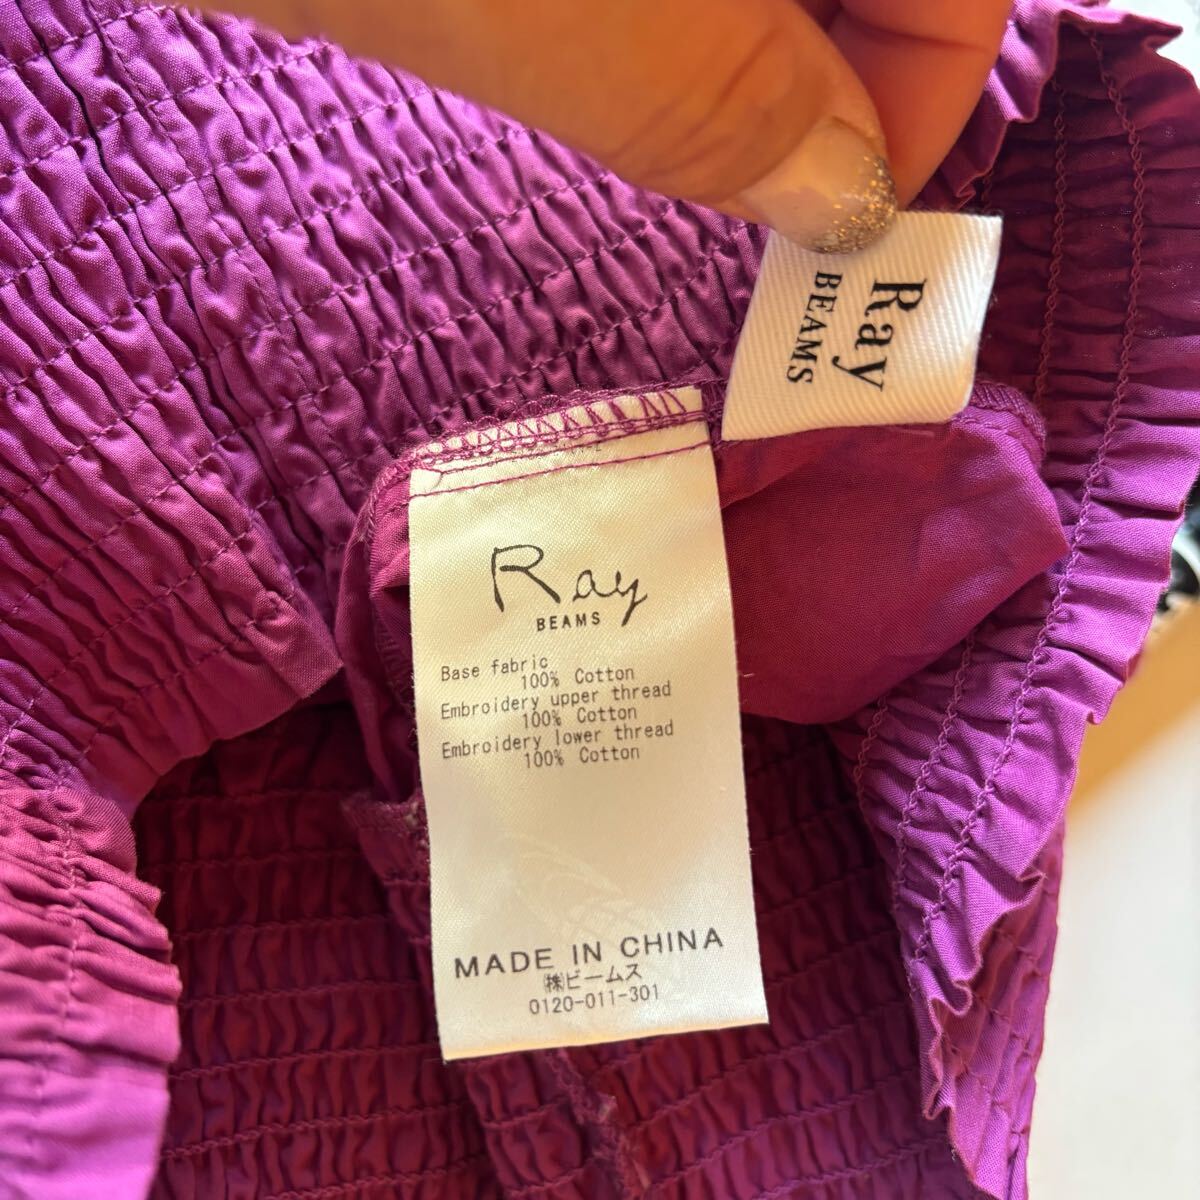 Ray
BEAMS
Ray
BEAMS
Base fabric
100% Cotton
Embroidery upper thread
100% Cotton
Embroidery lower thread
100% Cotton
MADE IN CHINA
㈱ビームス
0120-011-301